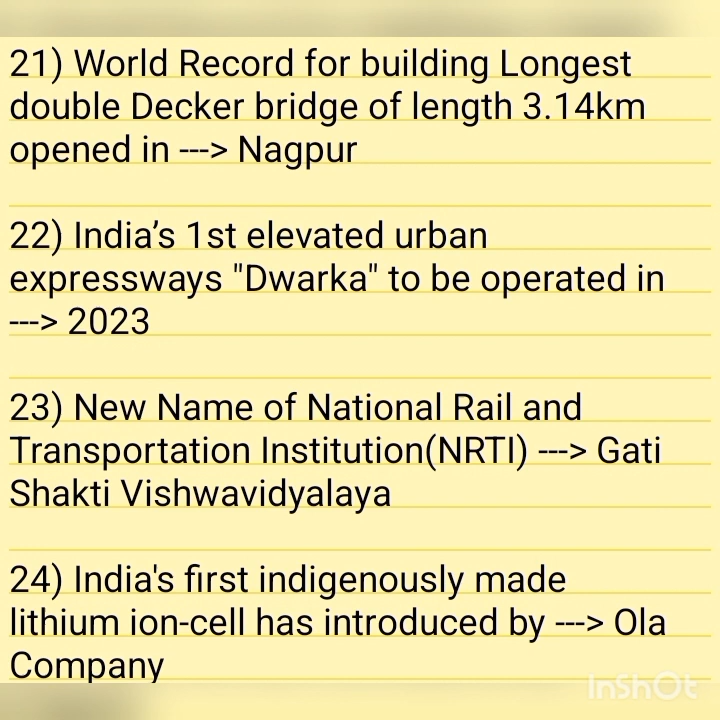 21) World Record for building Longest
double Decker bridge of length 3.14km
opened in ---> Nagpur
22) India’s 1st elevated urban
expressways "Dwarka" to be operated in
---> 2023
23) New Name of National Rail and
Transportation Institution(NRTI) ---> Gati
Shakti Vishwavidyalaya
24) India's first indigenously made
lithium ion-cell has introduced by ---> Ola
Company
InShOt